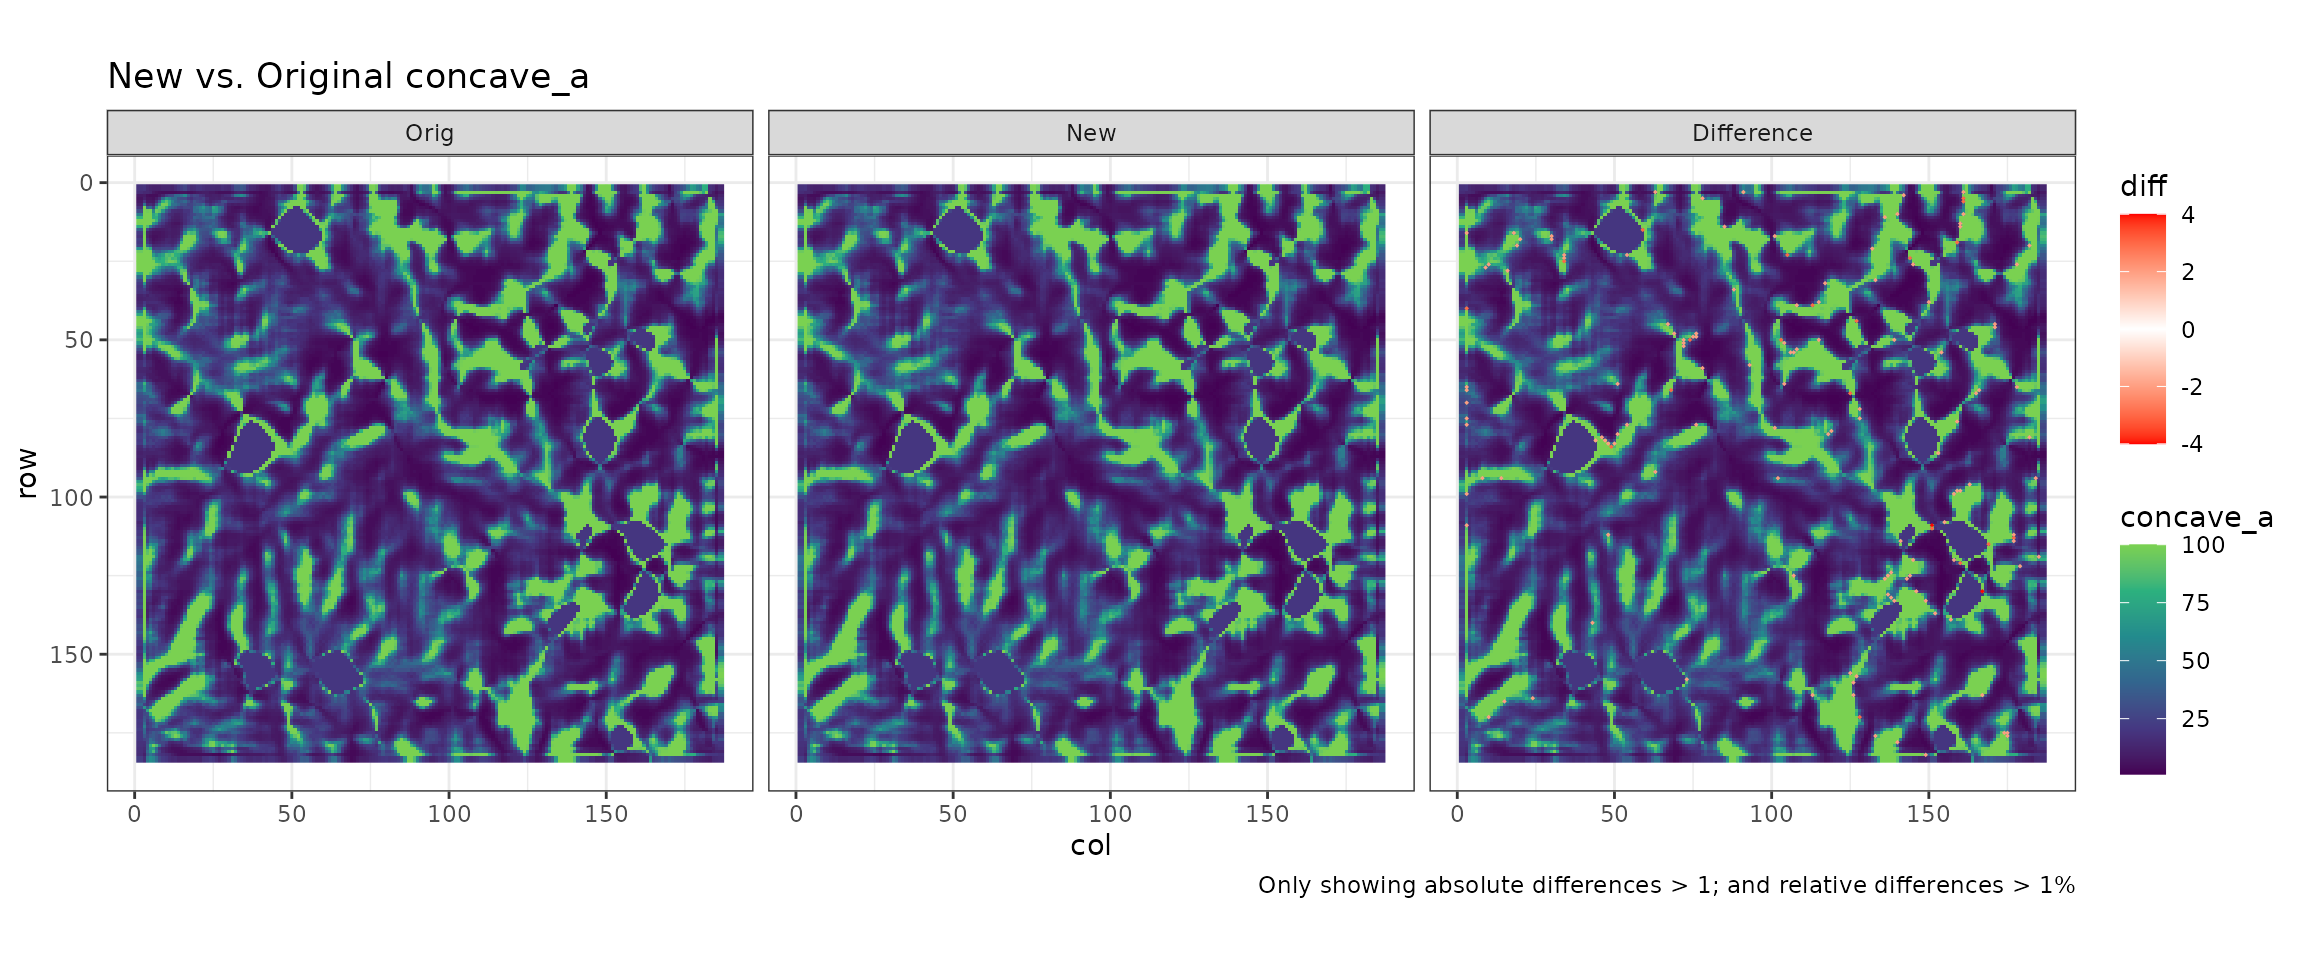 New vs. Original concave_a
Orig
New
Difference
0
50
100
150
row
0
50
100
150
0
50
100
150
0
50
100
150
col
diff
4
2
0
-2
-4
concave_a
100
75
50
25
Only showing absolute differences > 1; and relative differences > 1%